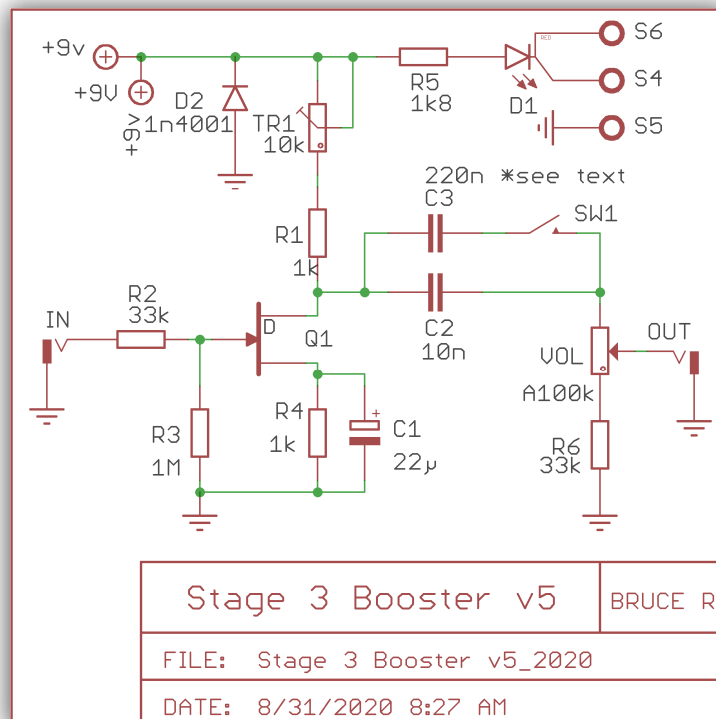 +9v
+9V
+9v
D2
1n4001
TR1
10k
R5
1k8
RED
D1
S6
S4
S5
220n *see text
C3
SW1
R1
1k
R2
33k
IN
D
Q1
C2
10n
VOL
A100k
OUT
R3
1M
R4
1k
+
C1
22µ
R6
33k
Stage 3 Booster v5
BRUCE R
FILE: Stage 3 Booster v5_2020
DATE: 8/31/2020 8:27 AM